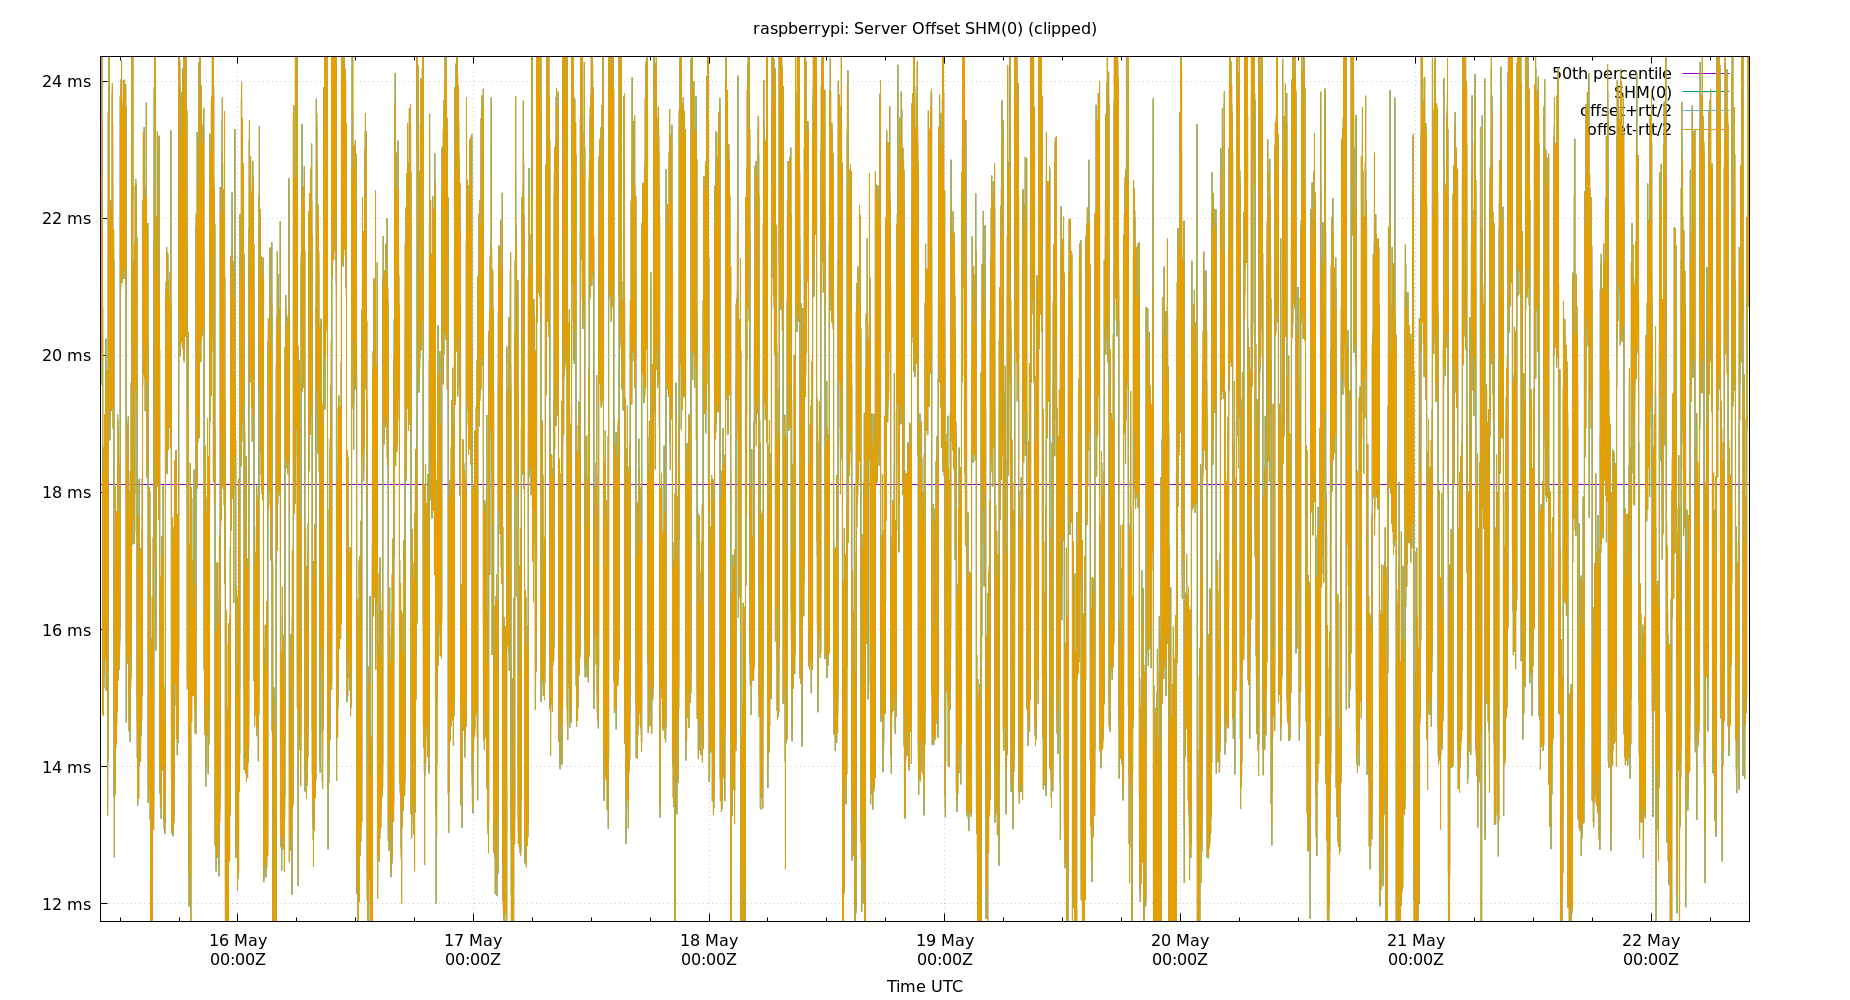 raspberrypi: Server Offset SHM(0) (clipped)
24 ms
22 ms
20 ms
18 ms
16 ms
14 ms
12 ms
50th percentile
SHM(0)
offset+rtt/2
offset-rtt/2
16 May 17 May 18 May 19 May 20 May 21 May 22 May
00:00Z 00:00Z 00:00Z 00:00Z 00:00Z 00:00Z 00:00Z
Time UTC